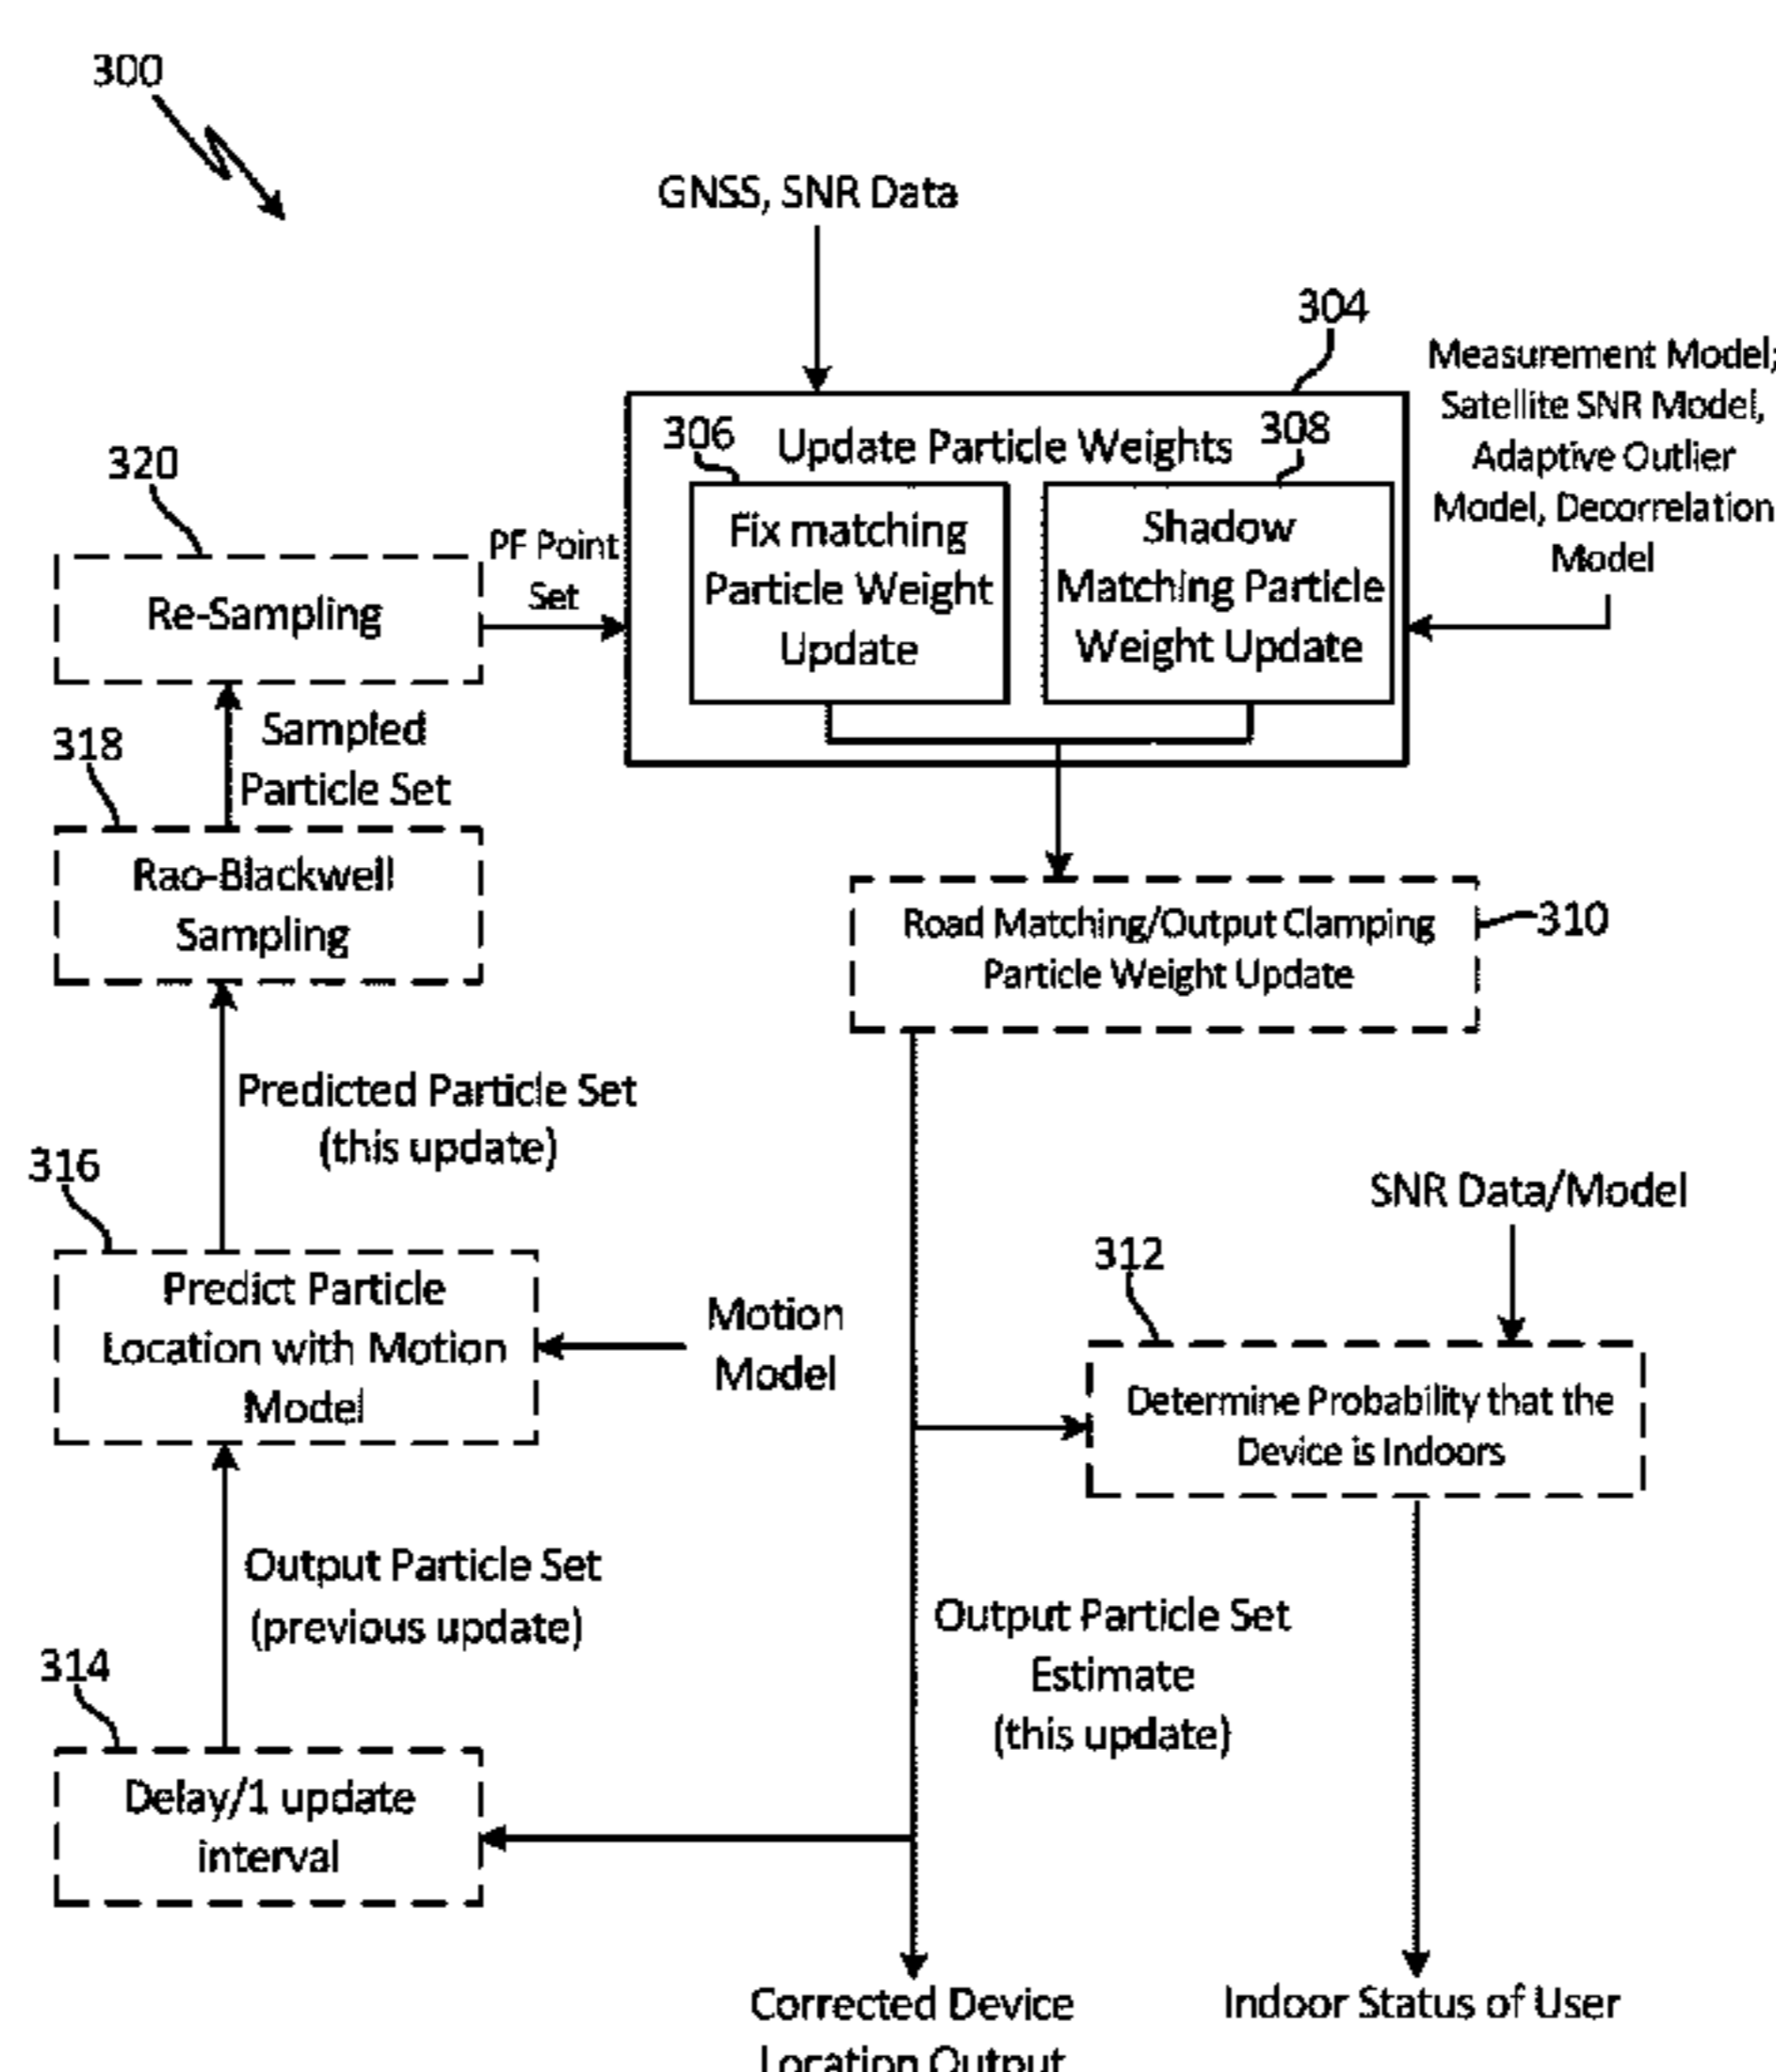 300
GNSS, SNR Data
304
Measurement Model;
Satellite SNR Model,
Adaptive Outlier
Model, Decorrelation
Model
306
Update Particle Weights
308
320
Re-Sampling
PF Point
Set
Fix matching
Particle Weight
Update
Shadow
Matching Particle
Weight Update
Sampled
Particle Set
318
Rao-Blackwell
Sampling
Road Matching/Output Clamping
Particle Weight Update
310
Predicted Particle Set
(this update)
316
Predict Particle
Location with Motion
Model
Motion
Model
SNR Data/Model
312
Determine Probability that the
Device is Indoors
Output Particle Set
(previous update)
Output Particle Set
Estimate
(this update)
314
Delay/1 update
interval
Corrected Device
Location Output
Indoor Status of User